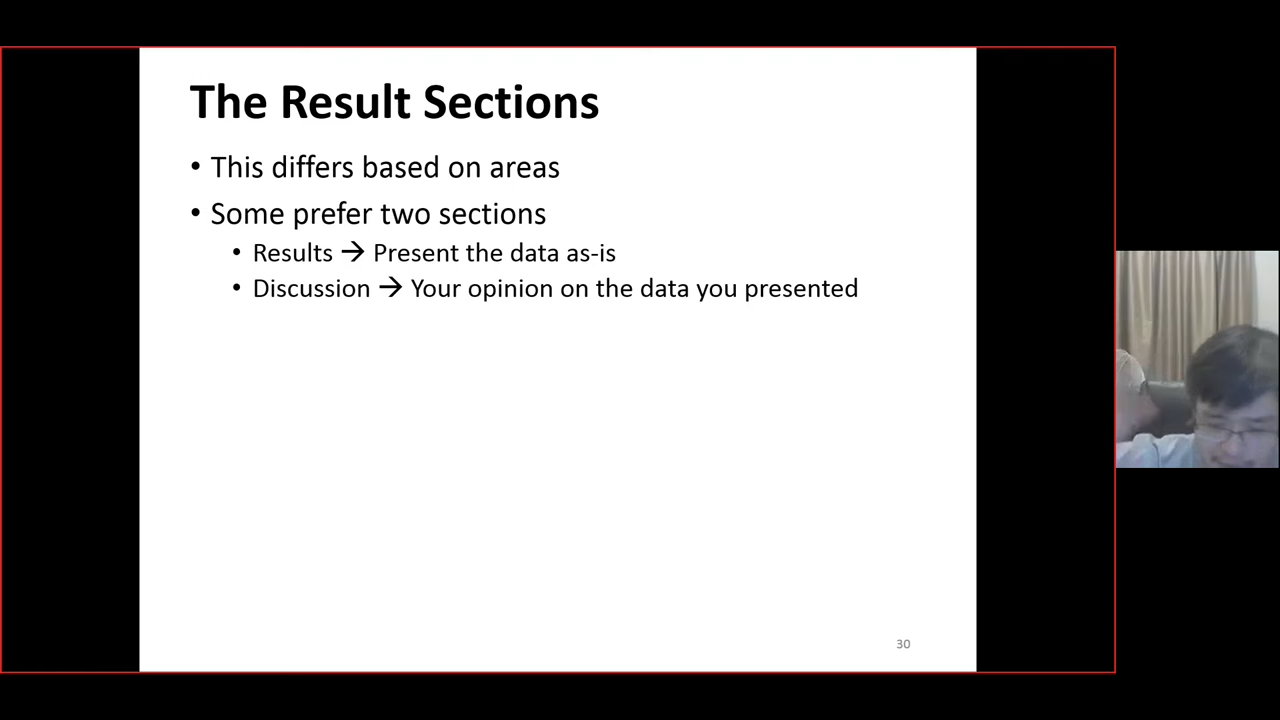 The Result Sections
• This differs based on areas
• Some prefer two sections
• Results → Present the data as-is
• Discussion → Your opinion on the data you presented
30